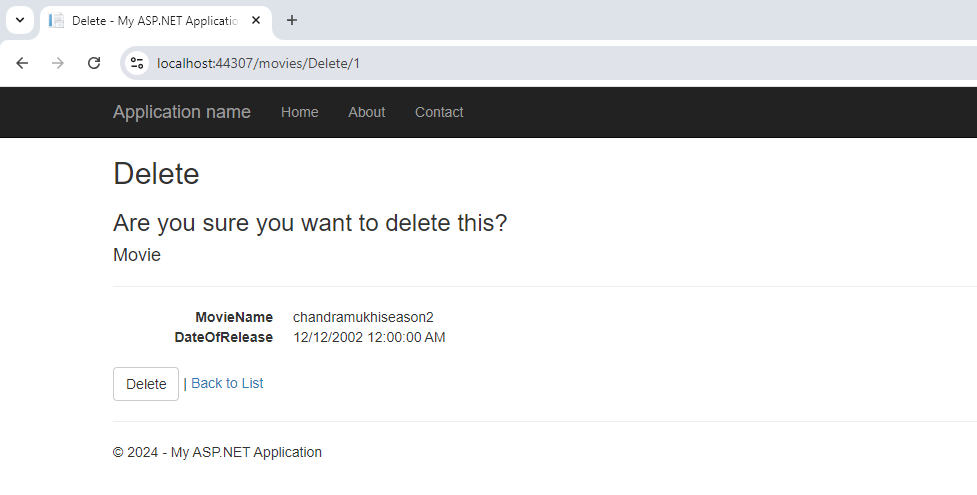 Delete - My ASP.NET Applicatio
localhost:44307/movies/Delete/1
Application name Home About Contact
Delete
Are you sure you want to delete this?
Movie
MovieName chandramukhiseason2
DateOfRelease 12/12/2002 12:00:00 AM
Delete | Back to List
© 2024 - My ASP.NET Application